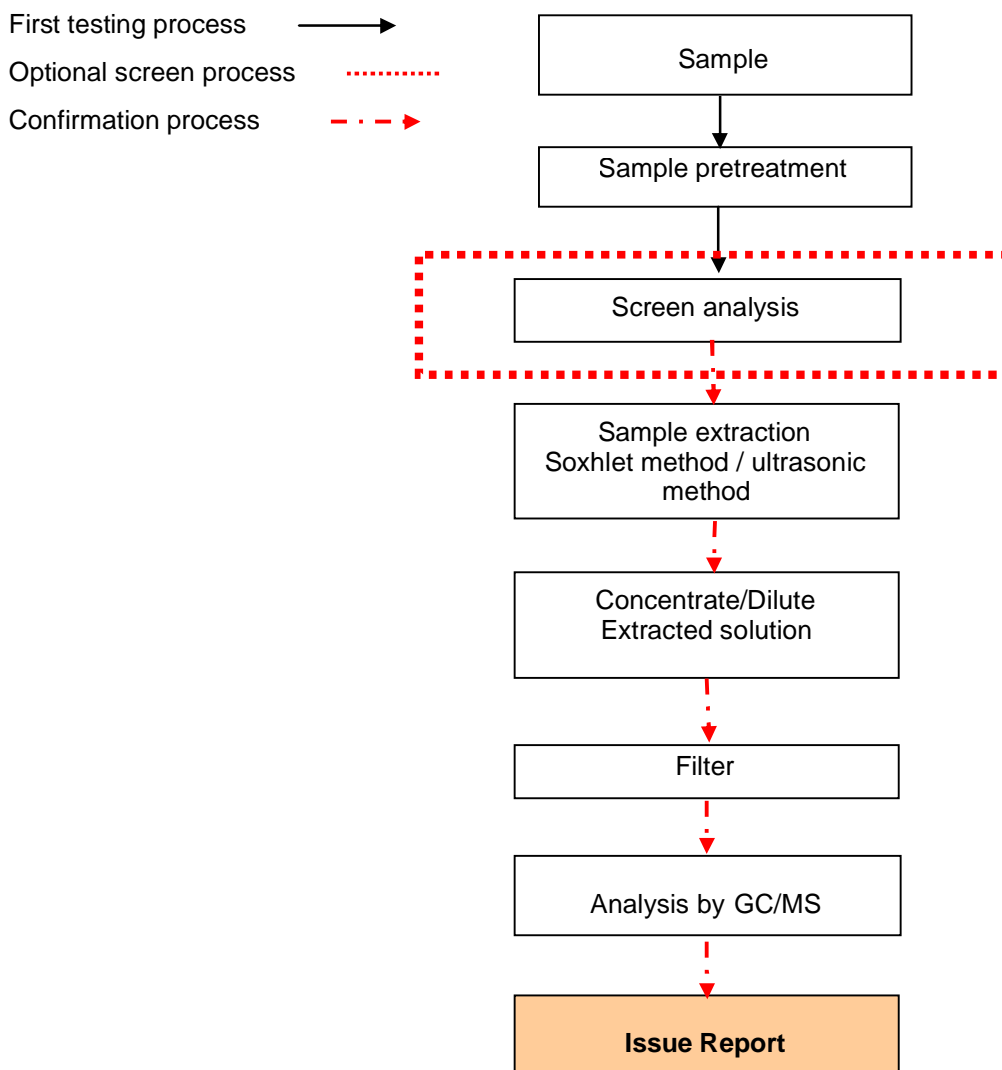 First testing process
Optional screen process
Confirmation process
Sample
Sample pretreatment
Screen analysis
Sample extraction
Soxhlet method / ultrasonic
method
Concentrate/Dilute
Extracted solution
Filter
Analysis by GC/MS
Issue Report